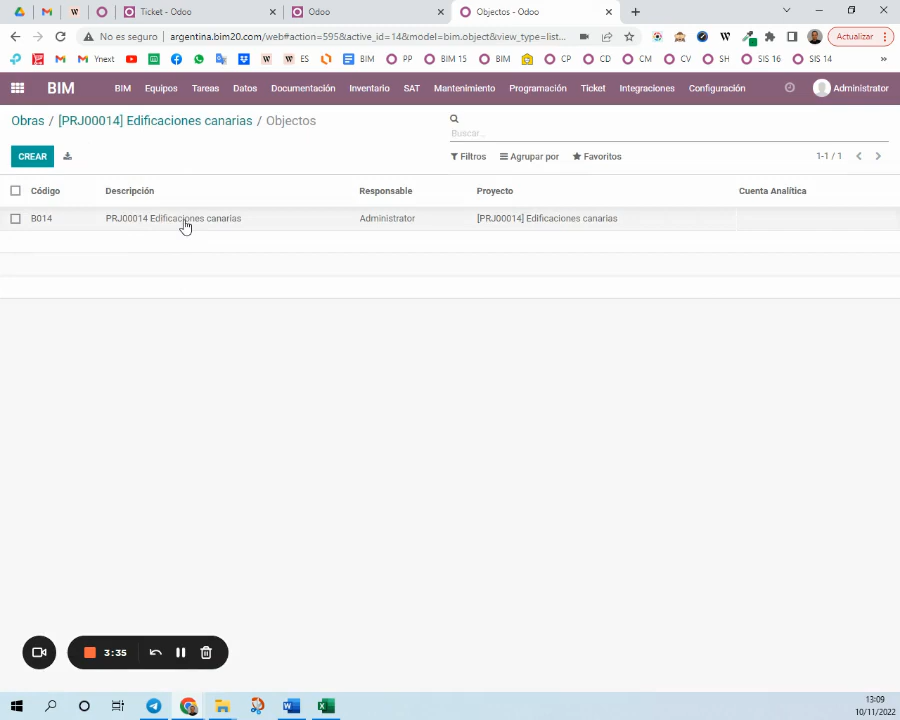 Ticket - Odoo
Odoo
Objectos - Odoo
No es seguro
argentina.bim20.com/web#action=595&active_id=14&model=bim.object&view_type=list...
Actualizar
Ynext
ES
BIM
PP
BIM 15
BIM
CP
CD
CM
CV
SH
SIS 16
SIS 14
BIM
BIM
Equipos
Tareas
Datos
Documentación
Inventario
SAT
Mantenimiento
Programación
Ticket
Integraciones
Configuración
Administrator
Obras / [PRJ00014] Edificaciones canarias / Objectos
Buscar...
CREAR
Filtros
Agrupar por
Favoritos
1-1 / 1
Código
Descripción
Responsable
Proyecto
Cuenta Analítica
B014
PRJ00014 Edificaciones canarias
Administrator
[PRJ00014] Edificaciones canarias
3:35
13:09
10/11/2022